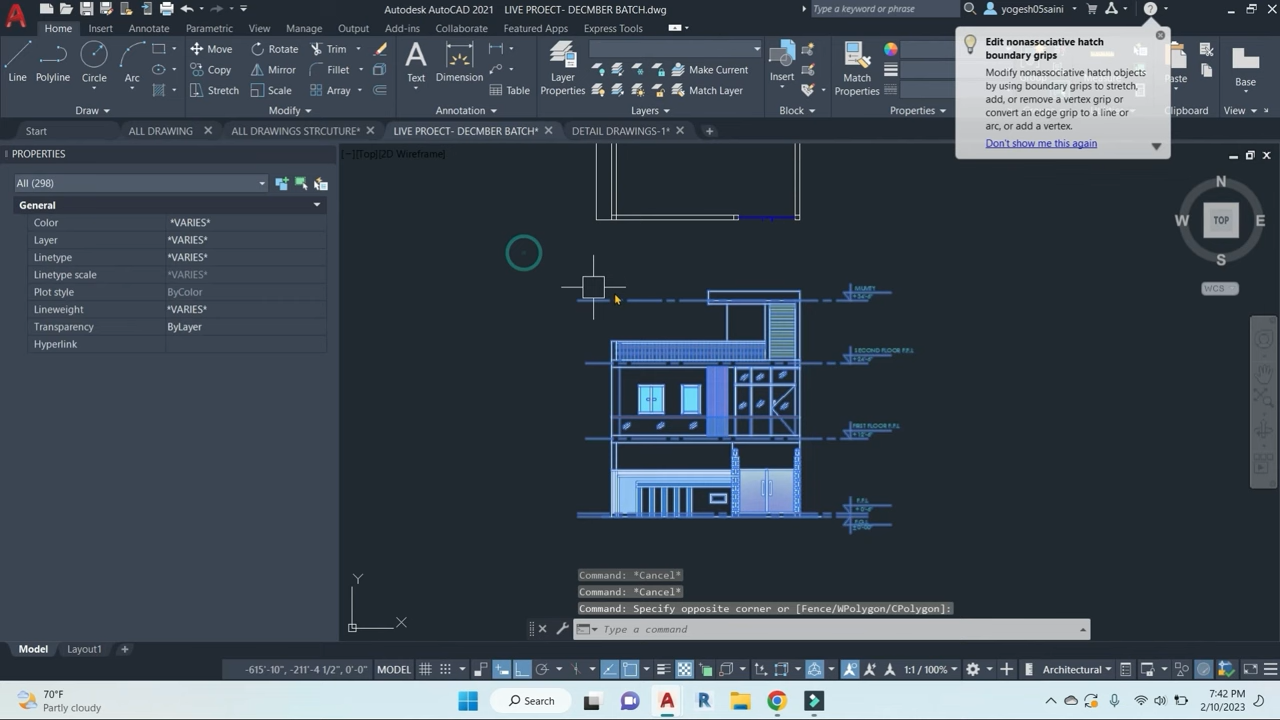 Autodesk AutoCAD 2021 LIVE PROECT- DECMBER BATCH.dwg
Type a keyword or phrase
yogesh05saini
Home Insert Annotate Parametric View Manage Output Add-ins Collaborate Express Tools Featured Apps
Line Polyline Circle Arc
Move Rotate Trim
Copy Mirror Fillet
Stretch Scale Array
Text Dimension Table
Layer Properties
Make Current
Match Layer
Insert
Match Properties
Paste
Base
Draw Modify Annotation Layers Block Properties Clipboard View
Edit nonassociative hatch
boundary grips
Modify nonassociative hatch objects
by using boundary grips to stretch,
add, or remove a vertex grip or
convert an edge grip to a line or
arc, or add a vertex.
Don't show me this again
Start ALL DRAWING ALL DRAWING-STRCUTRE* LIVE PROECT- DECMBER BATCH* DETAIL DRAWINGS-1*
PROPERTIES
[−][Top][2D Wireframe]
All (298)
General
Color *VARIES*
Layer *VARIES*
Linetype *VARIES*
Linetype scale *VARIES*
Plot style ByColor
Lineweight *VARIES*
Transparency ByLayer
Hyperlink
N
W TOP E
S
WCS
SECOND FLOOR F.F.L
FIRST FLOOR F.F.L
Y
X
Command: *Cancel*
Command: *Cancel*
Command: Specify opposite corner or [Fence/WPolygon/CPolygon]:
Type a command
Model Layout1
-615'-10", -211'-4 1/2", 0'-0" MODEL 1:1 / 100% Architectural
70°F
Partly cloudy
Search
7:42 PM
2/10/2023